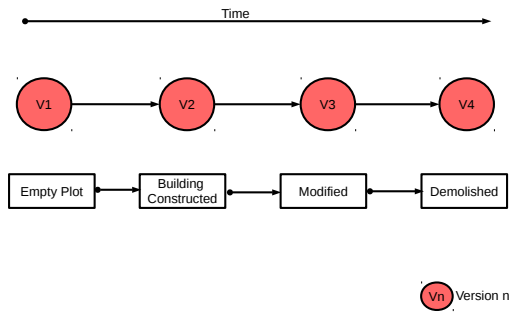 Time
V1
V2
V3
V4
Empty Plot
Building
Constructed
Modified
Demolished
Vn
Version n